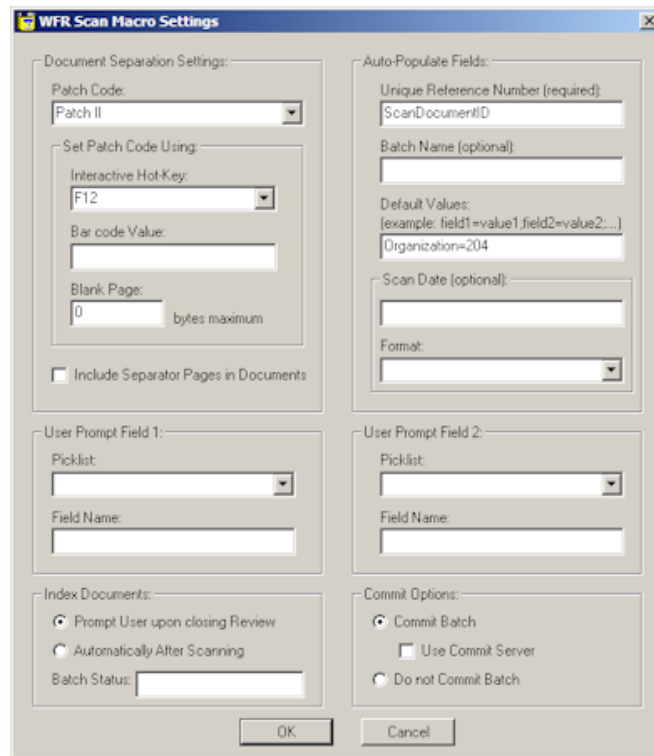 WFR Scan Macro Settings
Document Separation Settings:
Patch Code:
Patch II
Set Patch Code Using:
Interactive Hot-Key:
F12
Bar code Value:
Blank Page:
0
bytes maximum
Include Separator Pages in Documents
Auto-Populate Fields:
Unique Reference Number (required):
ScanDocumentID
Batch Name (optional):
Default Values:
(example: field1=value1;field2=value2;...)
Organization=204
Scan Date (optional):
Format:
User Prompt Field 1:
Picklist:
Field Name:
User Prompt Field 2:
Picklist:
Field Name:
Index Documents:
Prompt User upon closing Review
Automatically After Scanning
Batch Status:
Commit Options:
Commit Batch
Use Commit Server
Do not Commit Batch
OK
Cancel